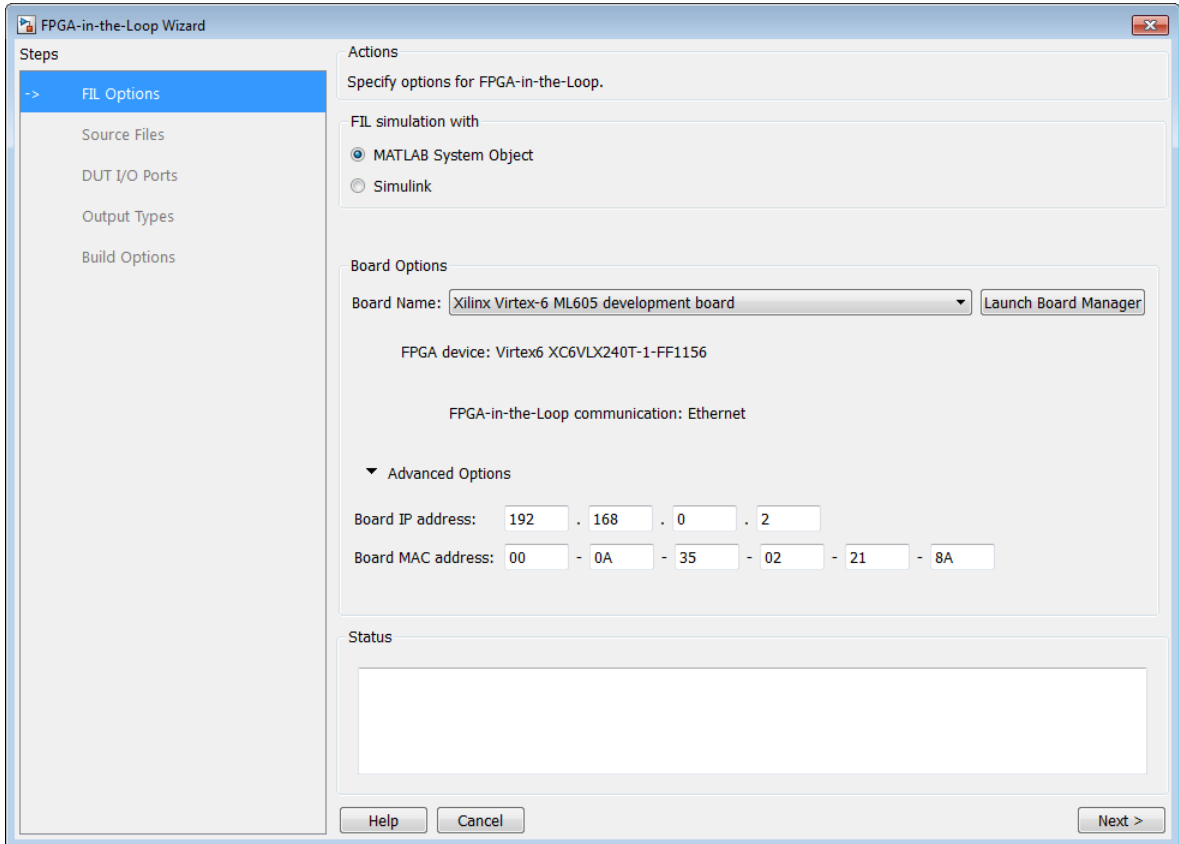 FPGA-in-the-Loop Wizard
Steps
-> FIL Options
Source Files
DUT I/O Ports
Output Types
Build Options
Actions
Specify options for FPGA-in-the-Loop.
FIL simulation with
MATLAB System Object
Simulink
Board Options
Board Name: Xilinx Virtex-6 ML605 development board Launch Board Manager
FPGA device: Virtex6 XC6VLX240T-1-FF1156
FPGA-in-the-Loop communication: Ethernet
Advanced Options
Board IP address: 192 . 168 . 0 . 2
Board MAC address: 00 - 0A - 35 - 02 - 21 - 8A
Status
Help Cancel Next >